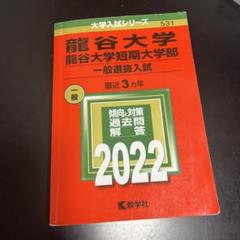 大学入試シリーズ
531
龍谷大学
龍谷大学短期大学部
一般選抜入試
最近3カ年
一般
傾向と対策
過去問
解答
2022
教学社